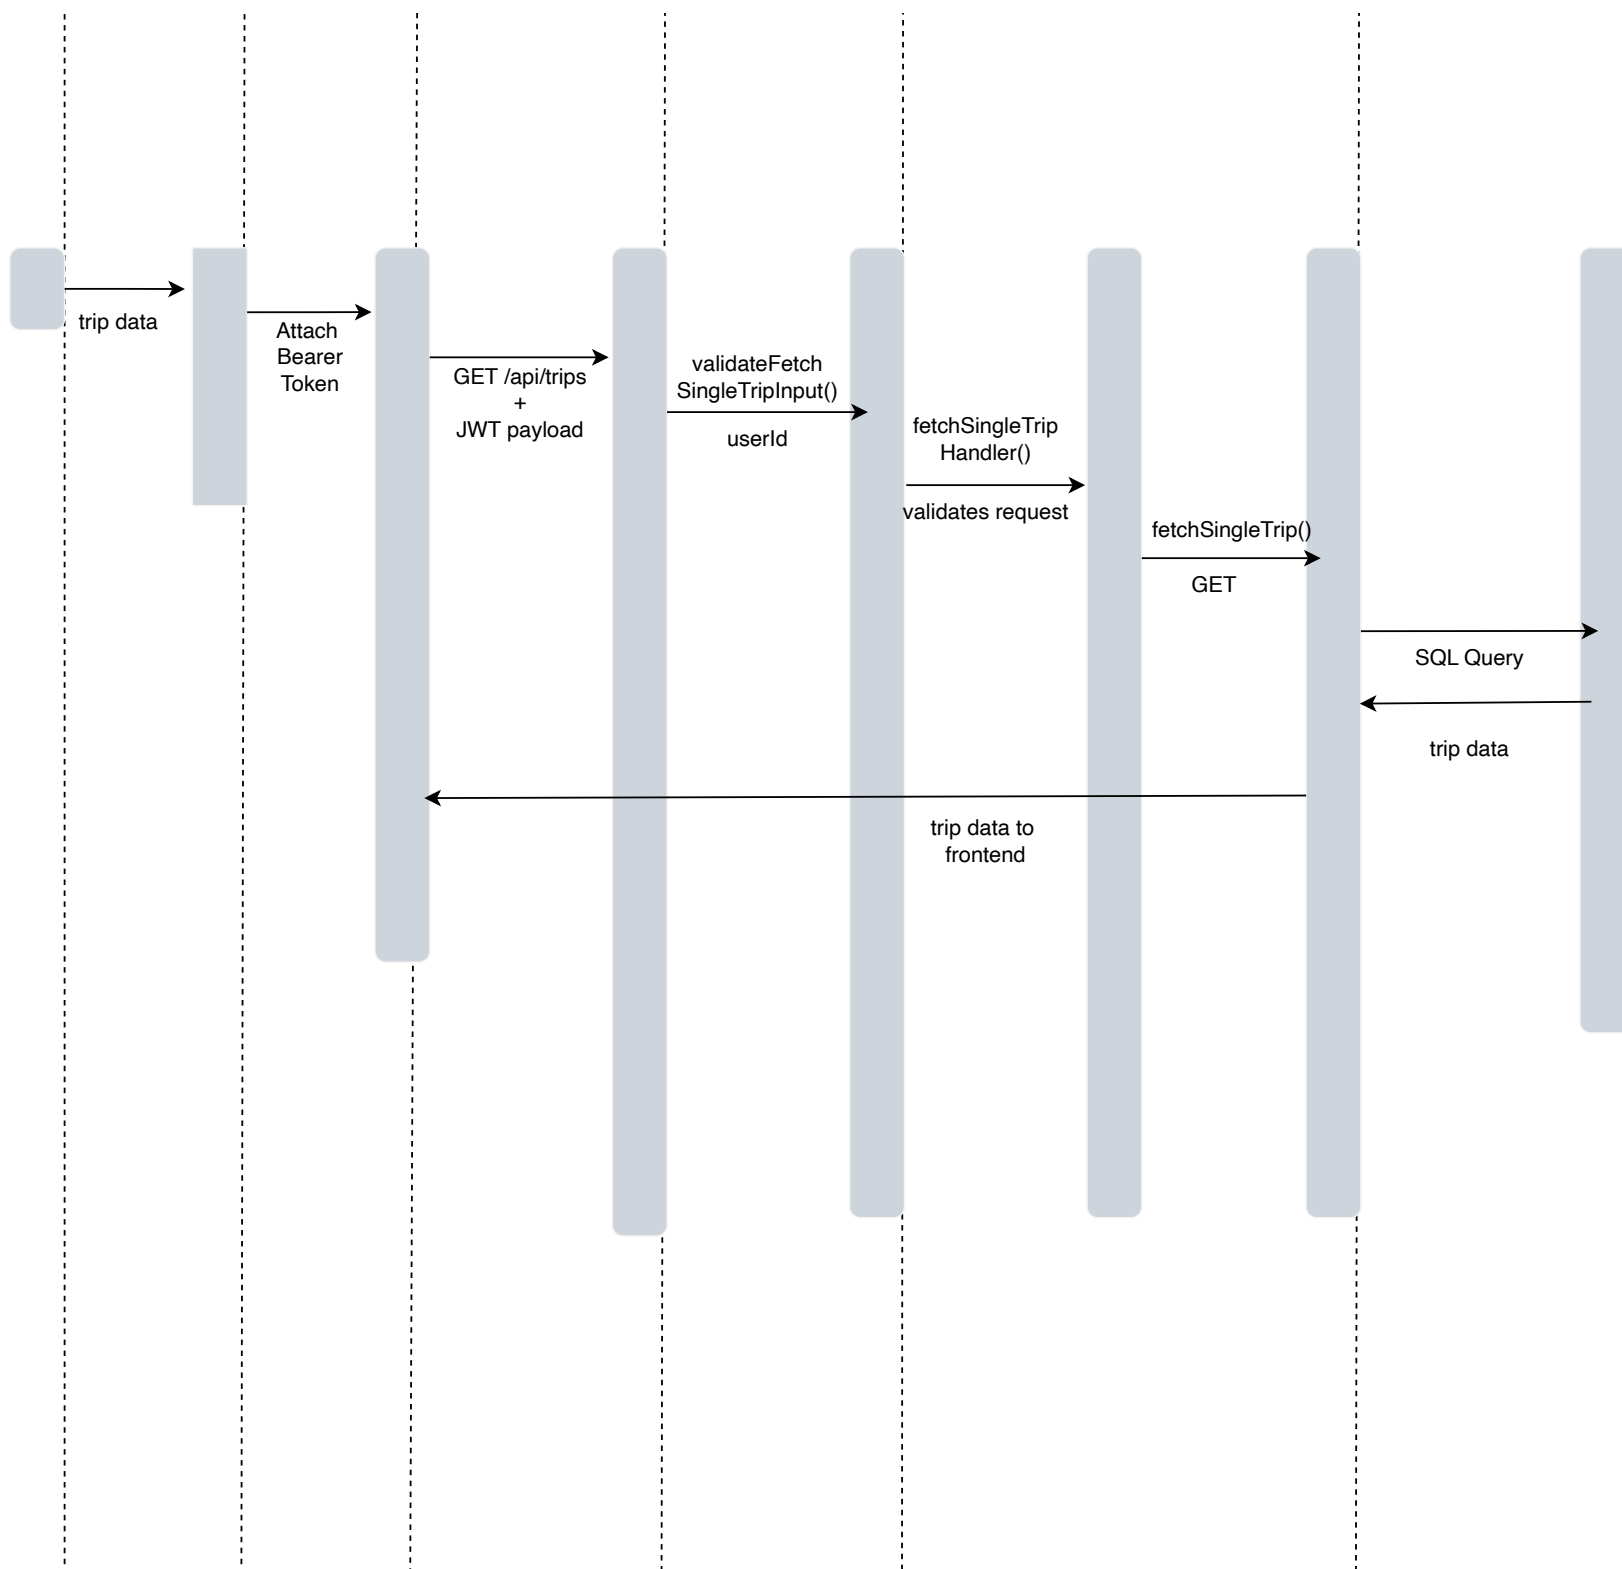 trip data
Attach
Bearer
Token
GET /api/trips
+
JWT payload
validateFetch
SingleTripInput()
userId
fetchSingleTrip
Handler()
validates request
fetchSingleTrip()
GET
SQL Query
trip data
trip data to
frontend